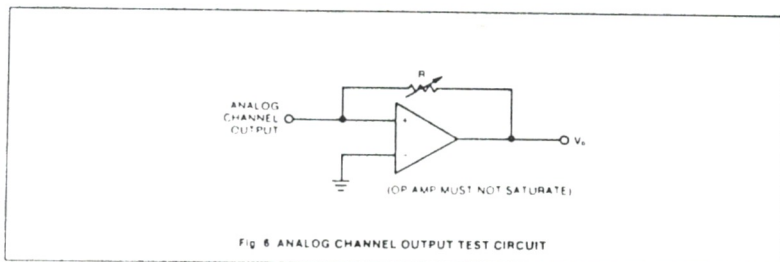 R
ANALOG
CHANNEL
OUTPUT
+
-
V₀
(OP AMP MUST NOT SATURATE)
Fig. 6 ANALOG CHANNEL OUTPUT TEST CIRCUIT